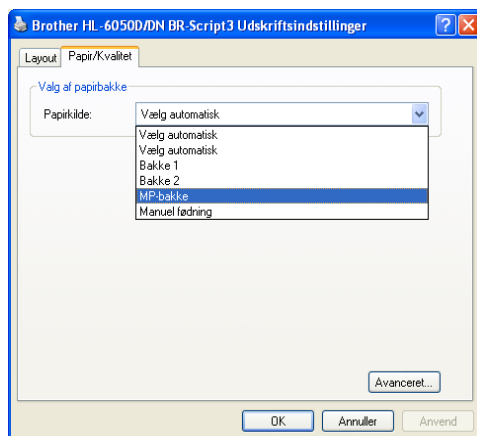 Brother HL-6050D/DN BR-Script3 Udskriftsindstillinger
Layout Papir/Kvalitet
Valg af papirbakke
Papirkilde: Vælg automatisk
Vælg automatisk
Vælg automatisk
Bakke 1
Bakke 2
MP-bakke
Manuel fødning
Avanceret...
OK Annuller Anvend